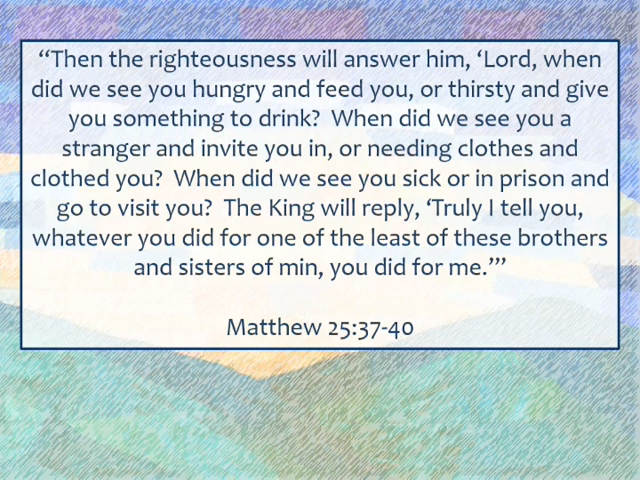 “Then the righteousness will answer him, ‘Lord, when
did we see you hungry and feed you, or thirsty and give
you something to drink?  When did we see you a
stranger and invite you in, or needing clothes and
clothed you?  When did we see you sick or in prison and
go to visit you?  The King will reply, ‘Truly I tell you,
whatever you did for one of the least of these brothers
and sisters of min, you did for me.’”
Matthew 25:37-40